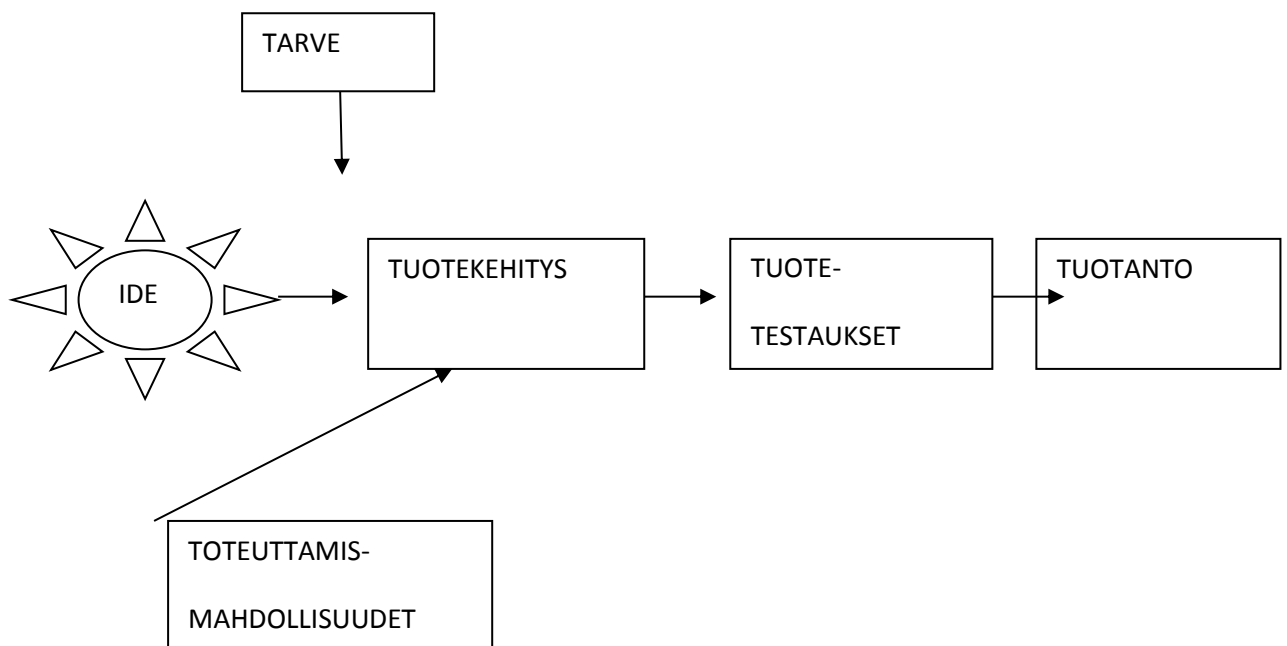 TARVE
IDE
TUOTEKEHITYS
TUOTE-
TESTAUKSET
TUOTANTO
TOTEUTTAMIS-
MAHDOLLISUUDET